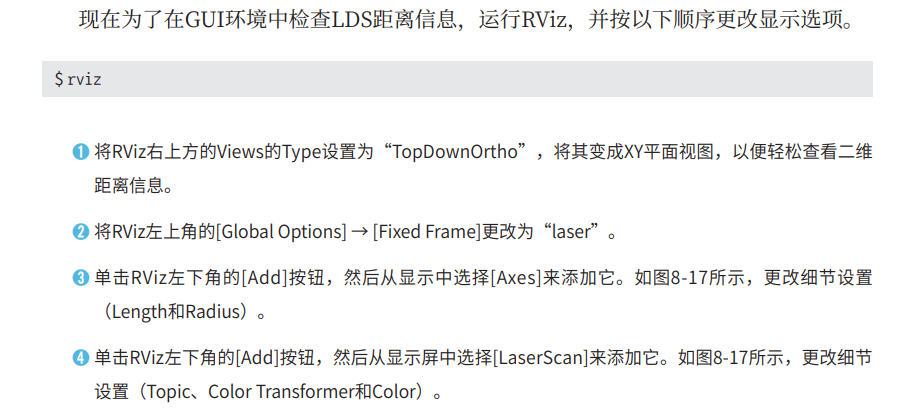 现在为了在GUI环境中检查LDS距离信息，运行RViz，并按以下顺序更改显示选项。
$ rviz
❶ 将RViz右上方的Views的Type设置为“TopDownOrtho”，将其变成XY平面视图，以便轻松查看二维
距离信息。
❷ 将RViz左上角的[Global Options] → [Fixed Frame]更改为“laser”。
❸ 单击RViz左下角的[Add]按钮，然后从显示中选择[Axes]来添加它。如图8-17所示，更改细节设置
（Length和Radius）。
❹ 单击RViz左下角的[Add]按钮，然后从显示屏中选择[LaserScan]来添加它。如图8-17所示，更改细节
设置（Topic、Color Transformer和Color）。